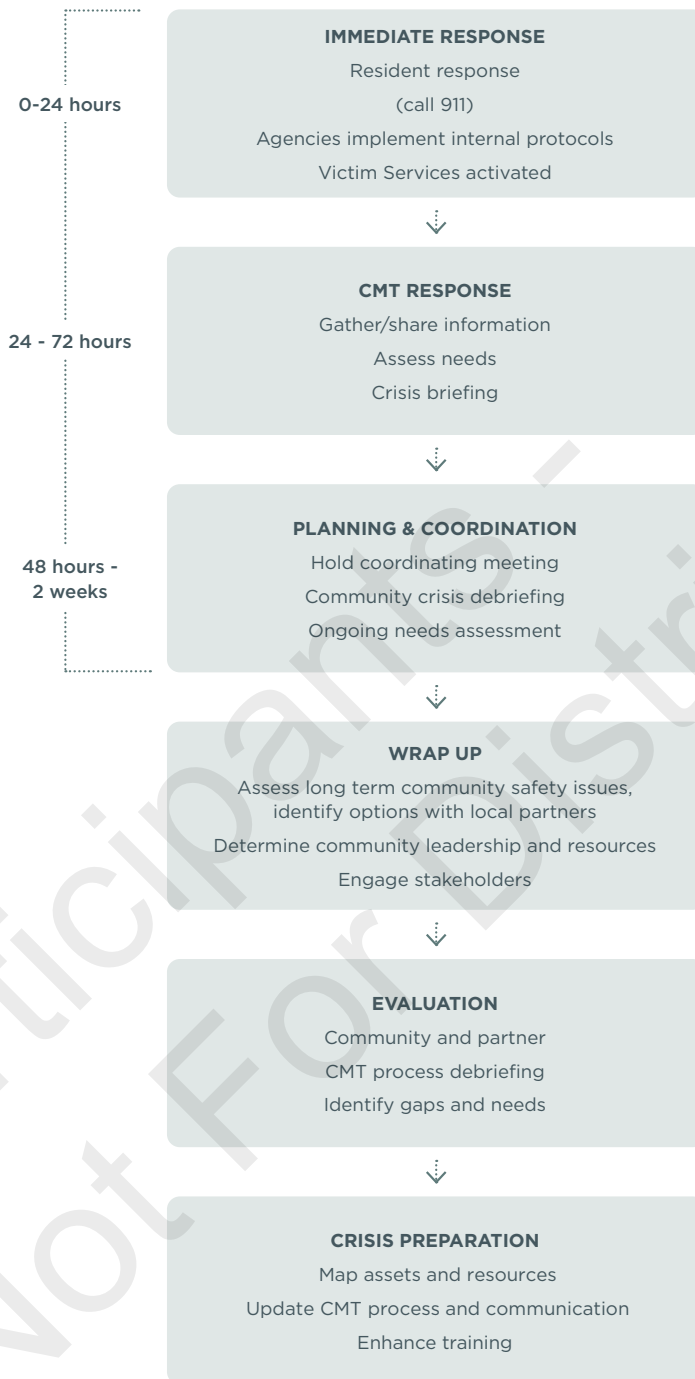 0-24 hours
IMMEDIATE RESPONSE
Resident response
(call 911)
Agencies implement internal protocols
Victim Services activated
24 - 72 hours
CMT RESPONSE
Gather/share information
Assess needs
Crisis briefing
48 hours -
2 weeks
PLANNING & COORDINATION
Hold coordinating meeting
Community crisis debriefing
Ongoing needs assessment
WRAP UP
Assess long term community safety issues,
identify options with local partners
Determine community leadership and resources
Engage stakeholders
EVALUATION
Community and partner
CMT process debriefing
Identify gaps and needs
CRISIS PREPARATION
Map assets and resources
Update CMT process and communication
Enhance training
Not For